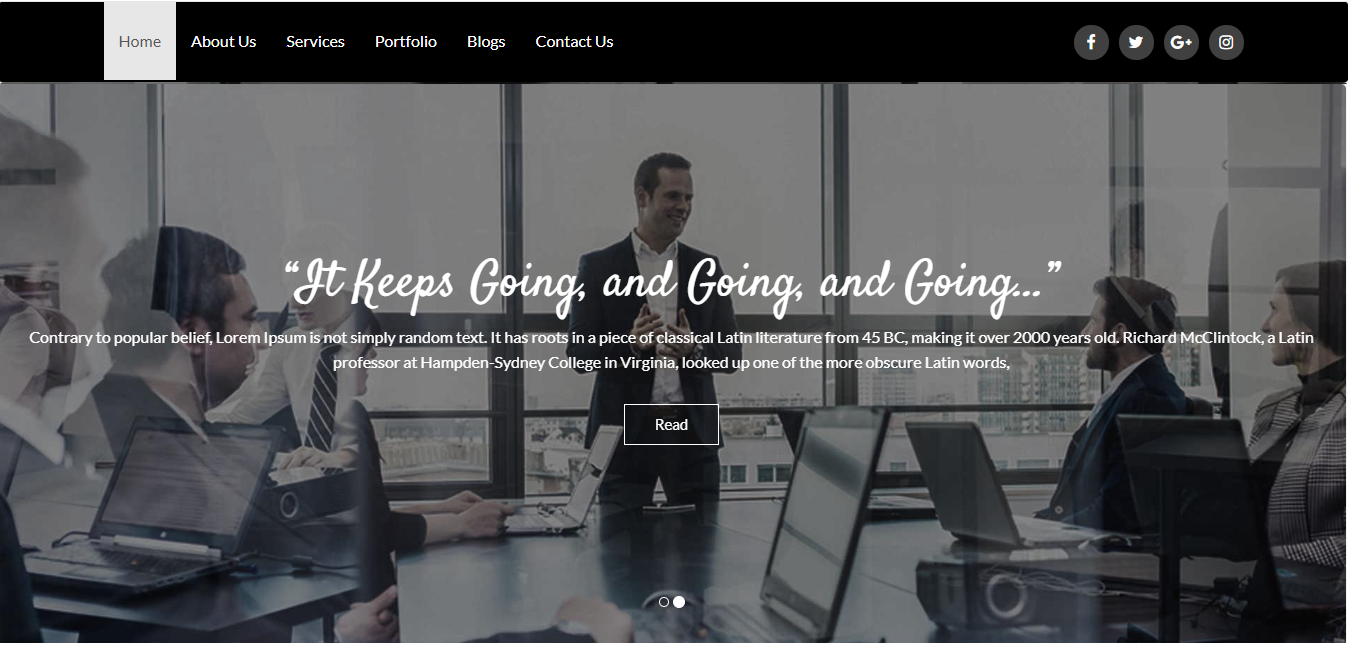 Home About Us Services Portfolio Blogs Contact Us
“It Keeps Going, and Going, and Going...”
Contrary to popular belief, Lorem Ipsum is not simply random text. It has roots in a piece of classical Latin literature from 45 BC, making it over 2000 years old. Richard McClintock, a Latin
professor at Hampden-Sydney College in Virginia, looked up one of the more obscure Latin words,
Read